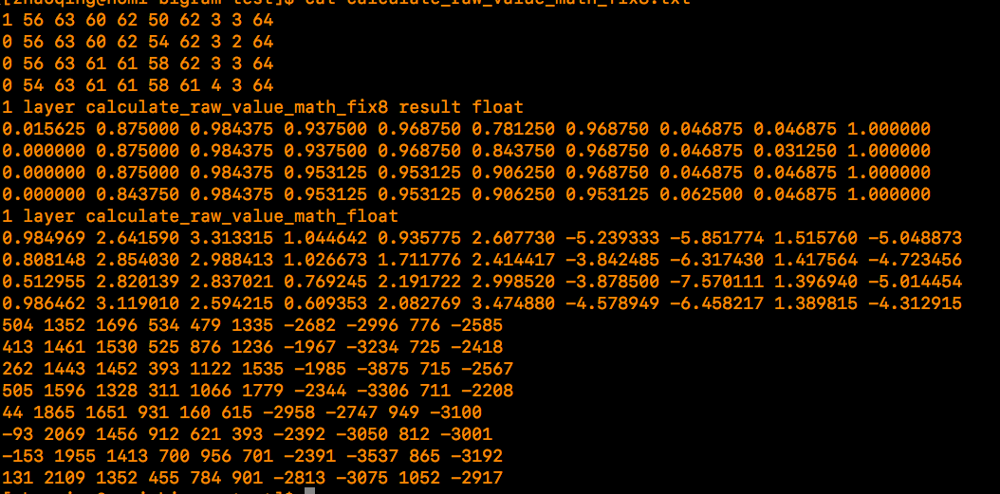 [zhaoqing@nomi-bigram-test]$ cat calculate_raw_value_math_fix8.txt
1 56 63 60 62 50 62 3 3 64
0 56 63 60 62 54 62 3 2 64
0 56 63 61 61 58 62 3 3 64
0 54 63 61 61 58 61 4 3 64
1 layer calculate_raw_value_math_fix8 result float
0.015625 0.875000 0.984375 0.937500 0.968750 0.781250 0.968750 0.046875 0.046875 1.000000
0.000000 0.875000 0.984375 0.937500 0.968750 0.843750 0.968750 0.046875 0.031250 1.000000
0.000000 0.875000 0.984375 0.953125 0.953125 0.906250 0.968750 0.046875 0.046875 1.000000
0.000000 0.843750 0.984375 0.953125 0.953125 0.906250 0.953125 0.062500 0.046875 1.000000
1 layer calculate_raw_value_math_float
0.984969 2.641590 3.313315 1.044642 0.935775 2.607730 -5.239333 -5.851774 1.515760 -5.048873
0.808148 2.854030 2.988413 1.026673 1.711776 2.414417 -3.842485 -6.317430 1.417564 -4.723456
0.512955 2.820139 2.837021 0.769245 2.191722 2.998520 -3.878500 -7.570111 1.396940 -5.014454
0.986462 3.119010 2.594215 0.609353 2.082769 3.474880 -4.578949 -6.458217 1.389815 -4.312915
504 1352 1696 534 479 1335 -2682 -2996 776 -2585
413 1461 1530 525 876 1236 -1967 -3234 725 -2418
262 1443 1452 393 1122 1535 -1985 -3875 715 -2567
505 1596 1328 311 1066 1779 -2344 -3306 711 -2208
44 1865 1651 931 160 615 -2958 -2747 949 -3100
-93 2069 1456 912 621 393 -2392 -3050 812 -3001
-153 1955 1413 700 956 701 -2391 -3537 865 -3192
131 2109 1352 455 784 901 -2813 -3075 1052 -2917